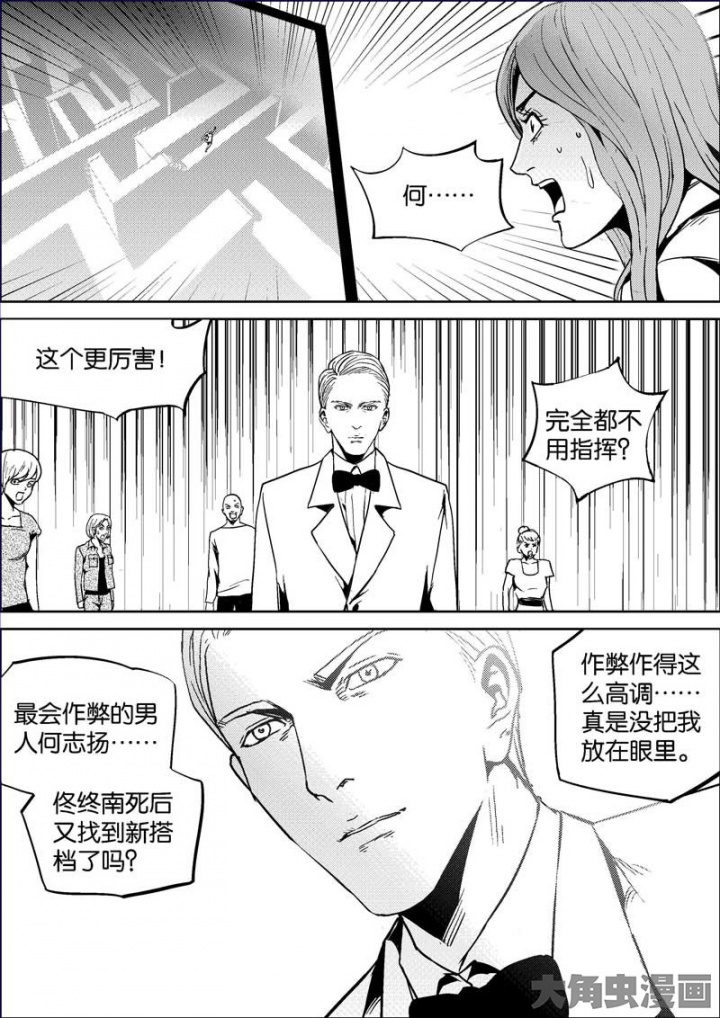 何……
这个更厉害！
完全都不
用指挥？
作弊作得这
么高调……
真是没把我
放在眼里。
最会作弊的男
人何志扬……
佟终南死后
又找到新搭
档了吗？
大角虫漫画